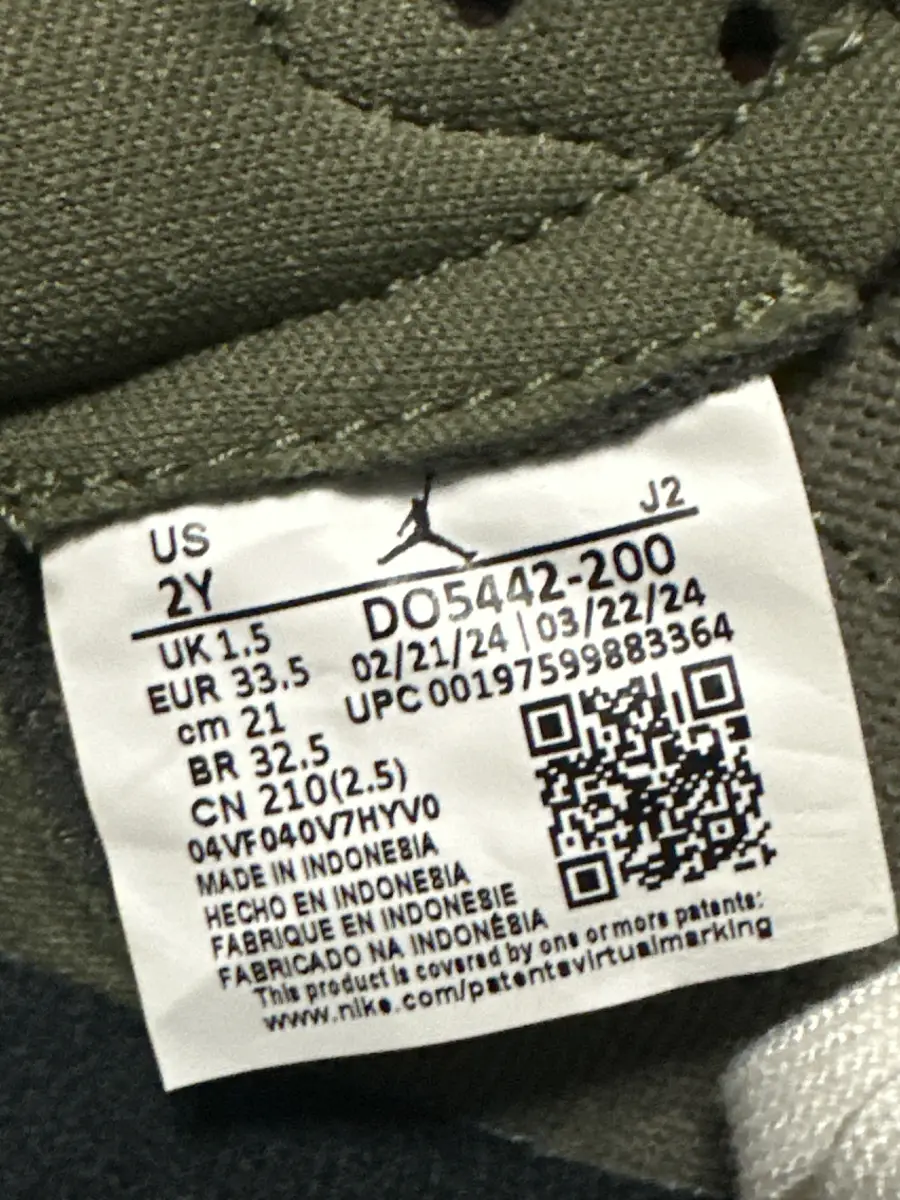 US
2Y
J2
DO5442-200
02/21/24 | 03/22/24
UPC 00197599883364
UK 1.5
EUR 33.5
cm 21
BR 32.5
CN 210(2.5)
04VF040V7HYV0
MADE IN INDONESIA
HECHO EN INDONESIA
FABRIQUE EN INDONESIE
FABRICADO NA INDONÉSIA
This product is covered by one or more patents:
www.nike.com/patentsvirtualmarking